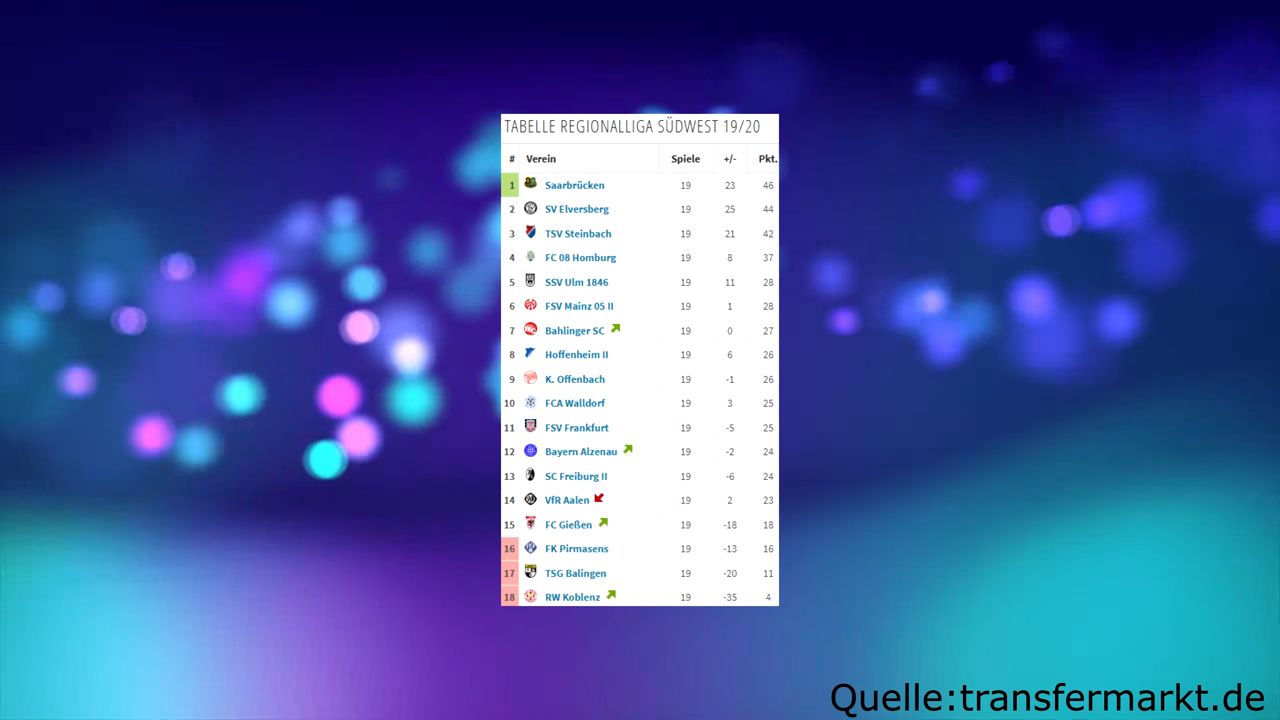 TABELLE REGIONALLIGA SÜDWEST 19/20
# Verein Spiele +/- Pkt.
1 Saarbrücken 19 23 46
2 SV Elversberg 19 25 44
3 TSV Steinbach 19 21 42
4 FC 08 Homburg 19 8 37
5 SSV Ulm 1846 19 11 28
6 FSV Mainz 05 II 19 1 28
7 Bahlinger SC 19 0 27
8 Hoffenheim II 19 6 26
9 K. Offenbach 19 -1 26
10 FCA Walldorf 19 3 25
11 FSV Frankfurt 19 -5 25
12 Bayern Alzenau 19 -2 24
13 SC Freiburg II 19 -6 24
14 VfR Aalen 19 2 23
15 FC Gießen 19 -18 18
16 FK Pirmasens 19 -13 16
17 TSG Balingen 19 -20 11
18 RW Koblenz 19 -35 4
Quelle:transfermarkt.de